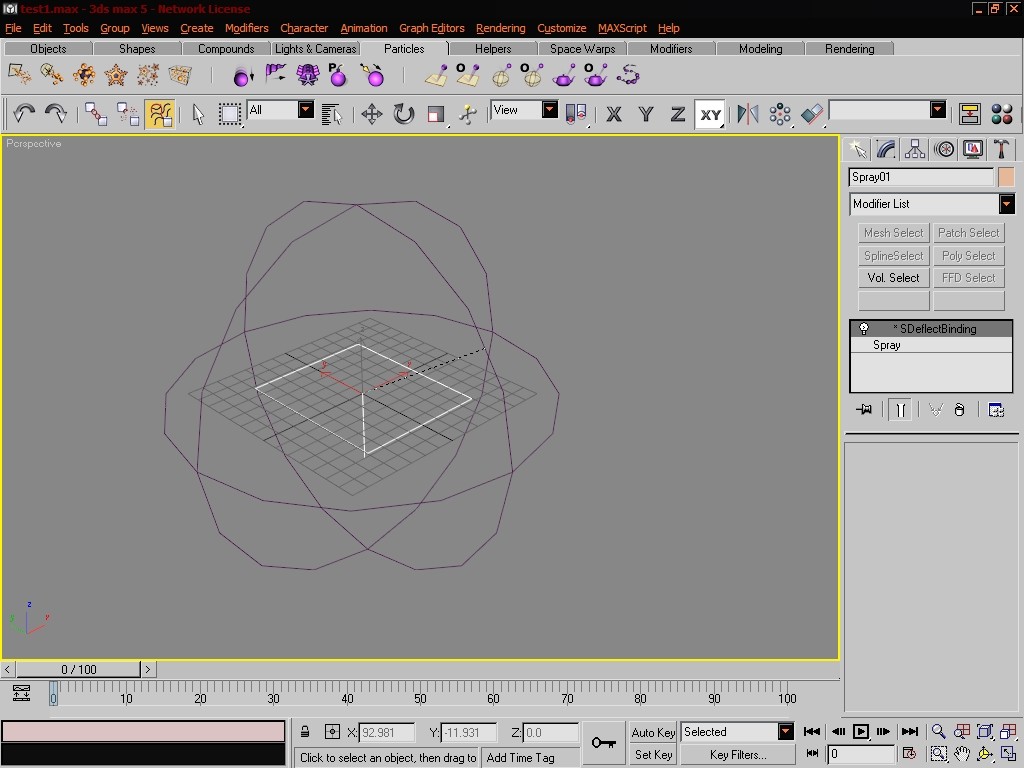 test1.max - 3ds max 5 - Network License
File Edit Tools Group Views Create Modifiers Character Animation Graph Editors Rendering Customize MAXScript Help
Objects Shapes Compounds Lights & Cameras Particles Helpers Space Warps Modifiers Modeling Rendering
All View X Y Z XY
Perspective
Spray01
Modifier List
Mesh Select Patch Select
SplineSelect Poly Select
Vol. Select FFD Select
* SDeflectBinding
Spray
z
y
< 0 / 100 >
0 10 20 30 40 50 60 70 80 90 100
X: 92.981 Y: -11.931 Z: 0.0 Auto Key Selected
Click to select an object, then drag to Add Time Tag Set Key Key Filters... 0